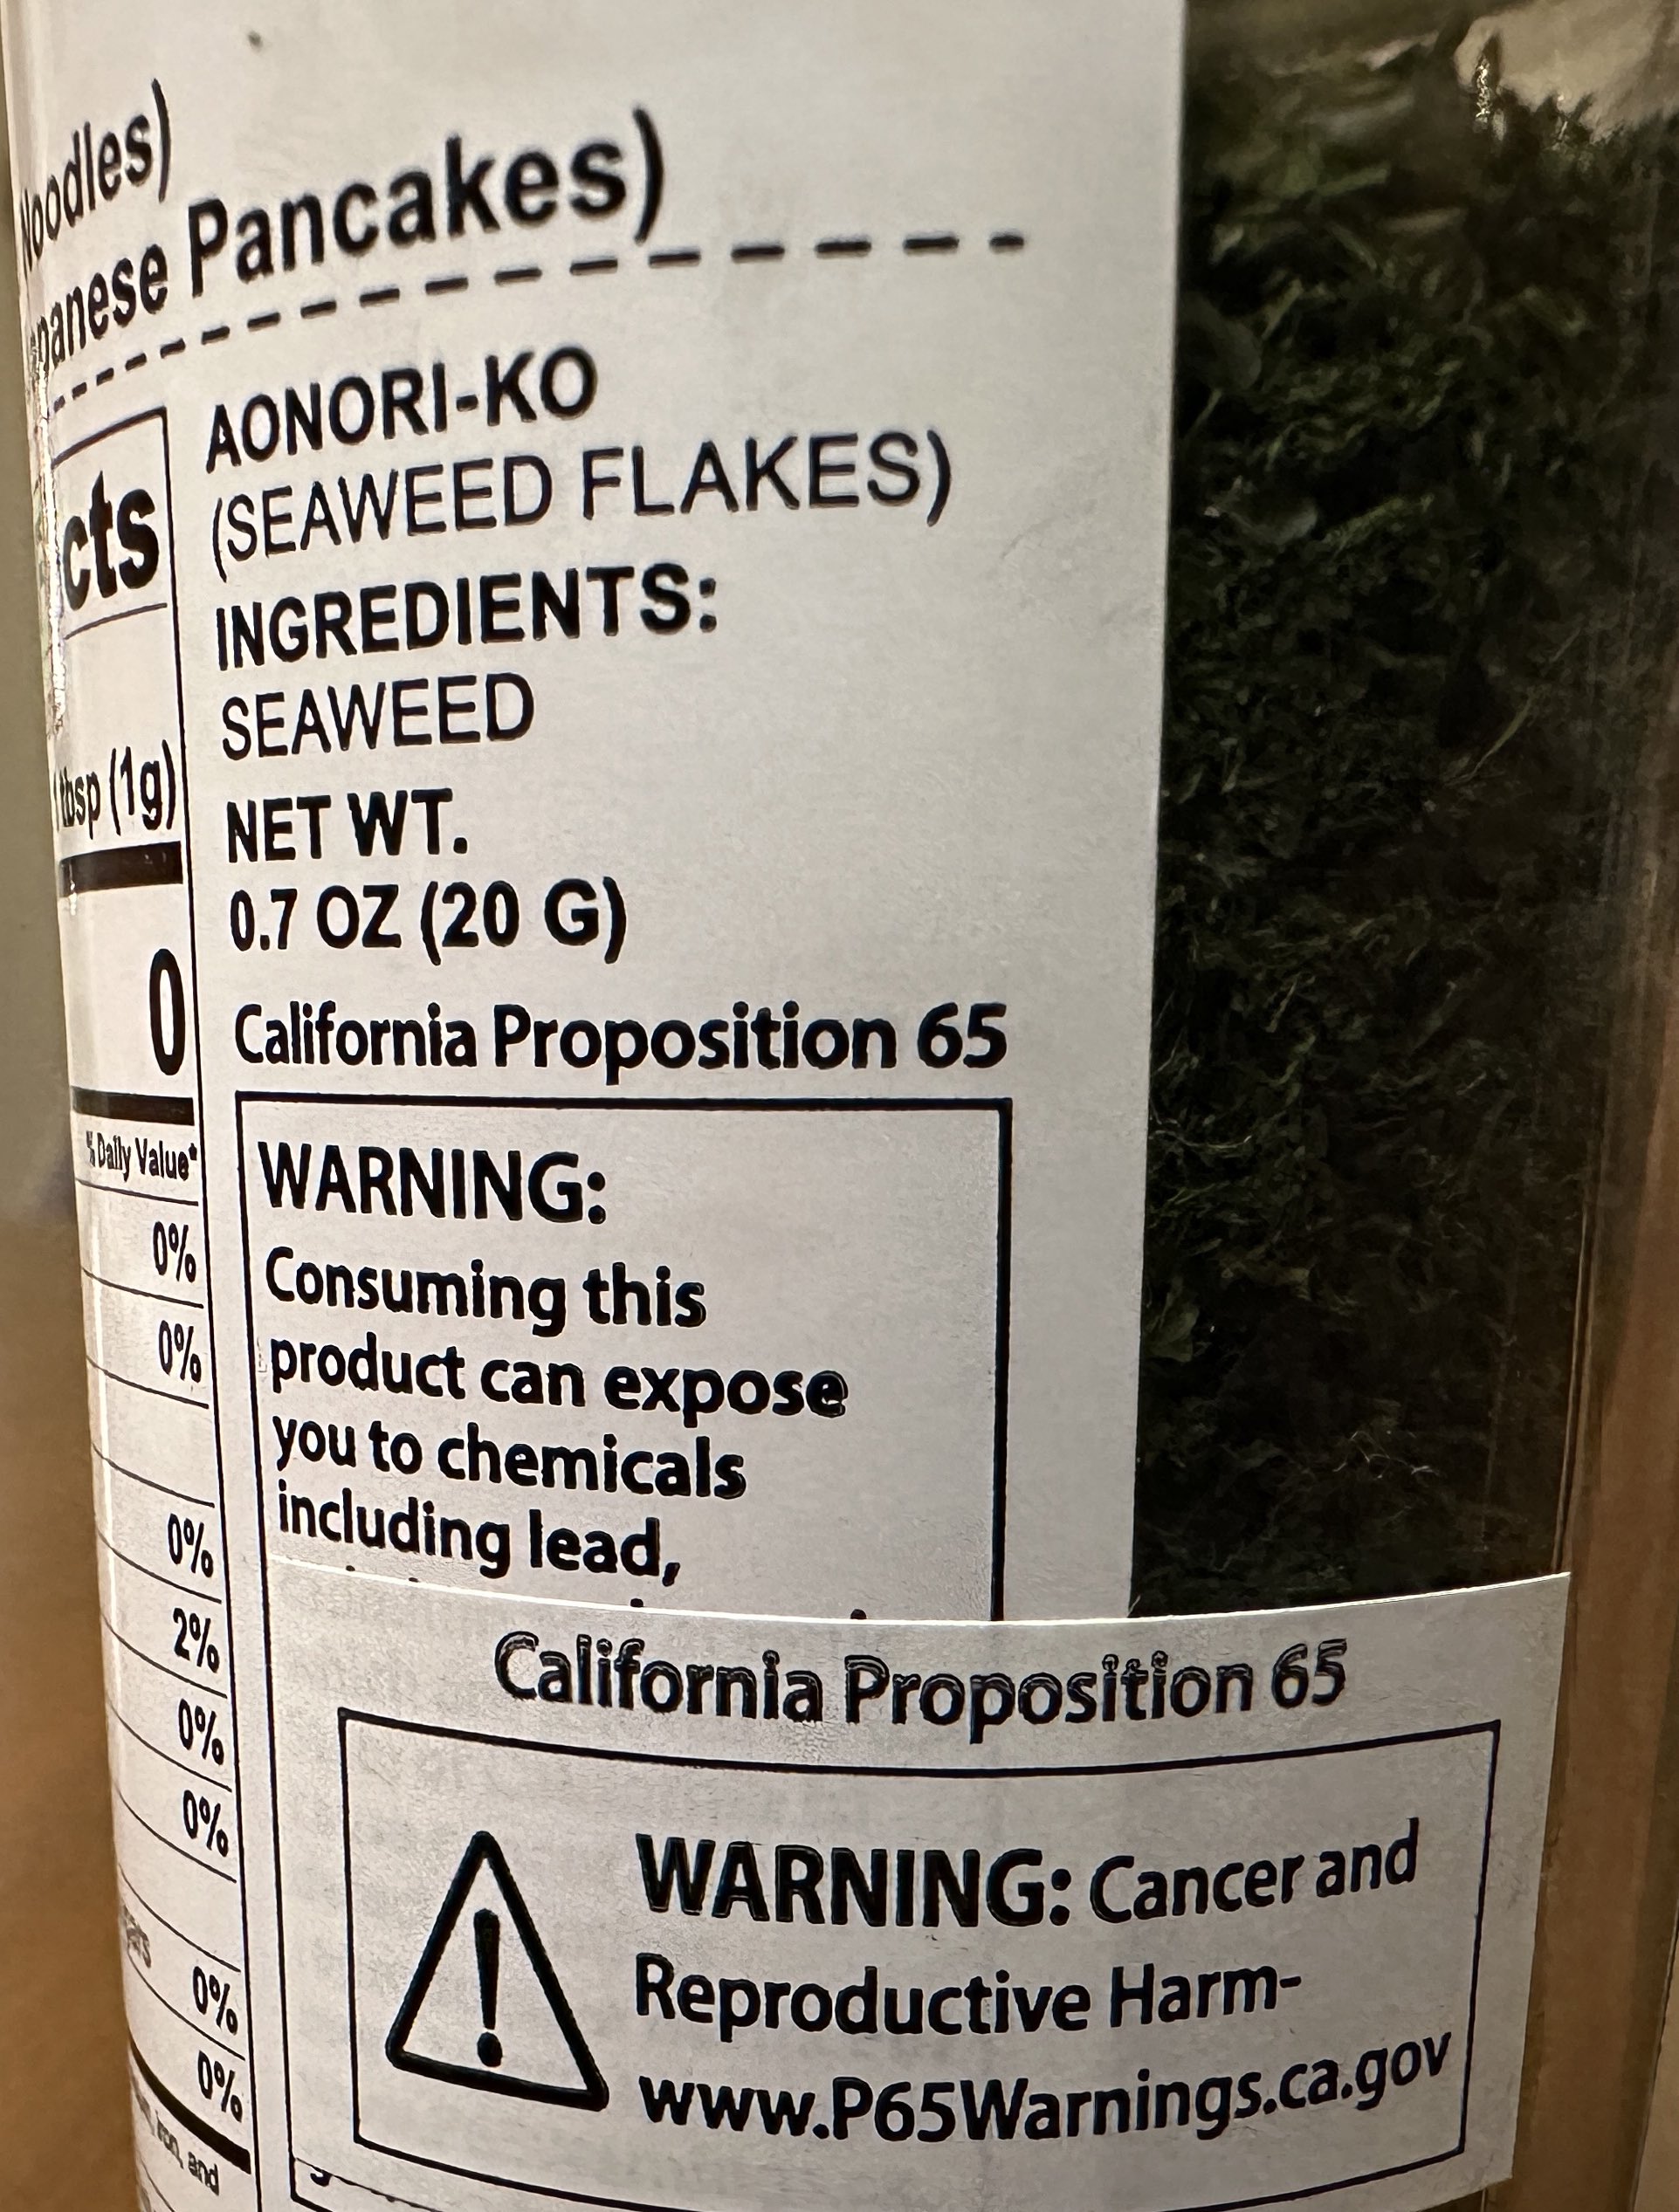 Noodles)
panese Pancakes)
AONORI-KO
(SEAWEED FLAKES)
INGREDIENTS:
SEAWEED
NET WT.
0.7 OZ (20 G)
California Proposition 65
WARNING:
Consuming this
product can expose
you to chemicals
including lead,
California Proposition 65
WARNING: Cancer and
Reproductive Harm-
www.P65Warnings.ca.gov
cts
tbsp (1g)
0
% Daily Value*
0%
0%
0%
2%
0%
0%
0%
0%
and